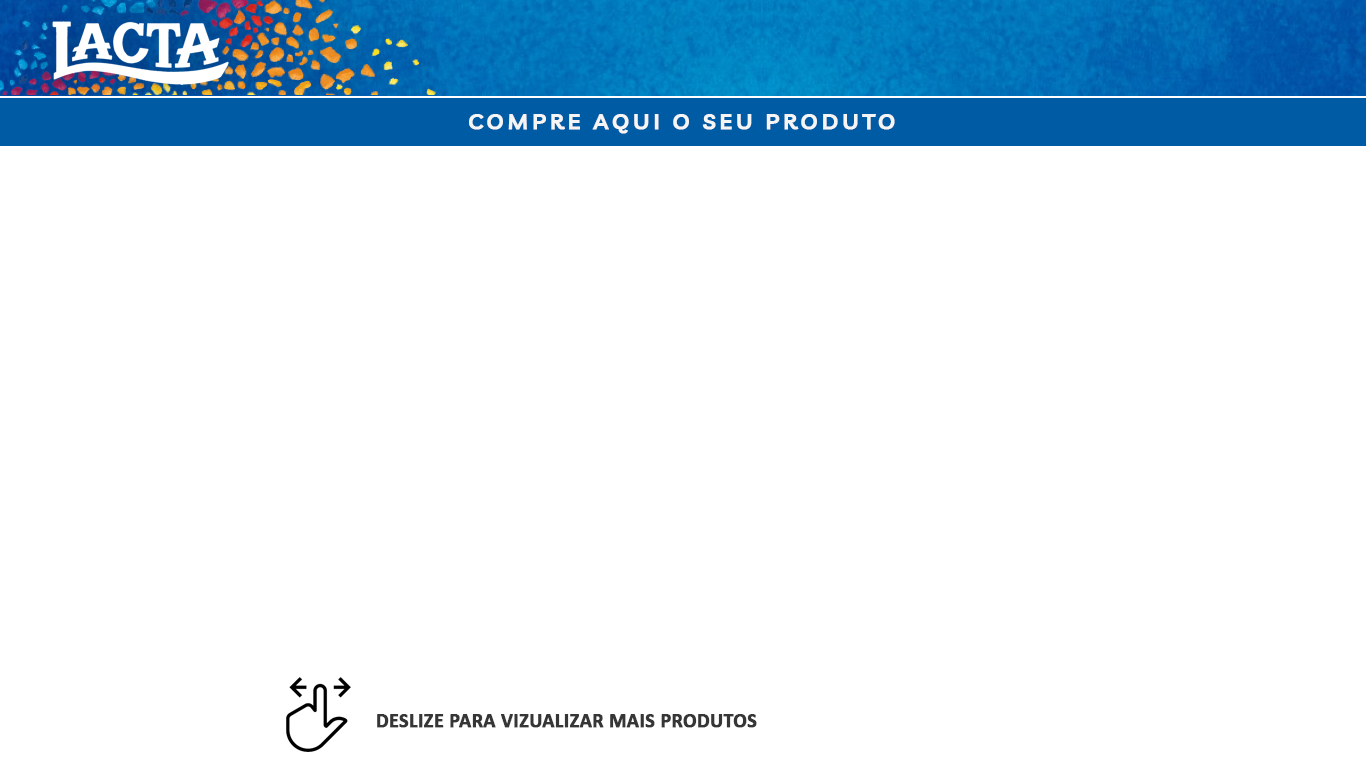 LACTA
COMPRE AQUI O SEU PRODUTO
DESLIZE PARA VIZUALIZAR MAIS PRODUTOS